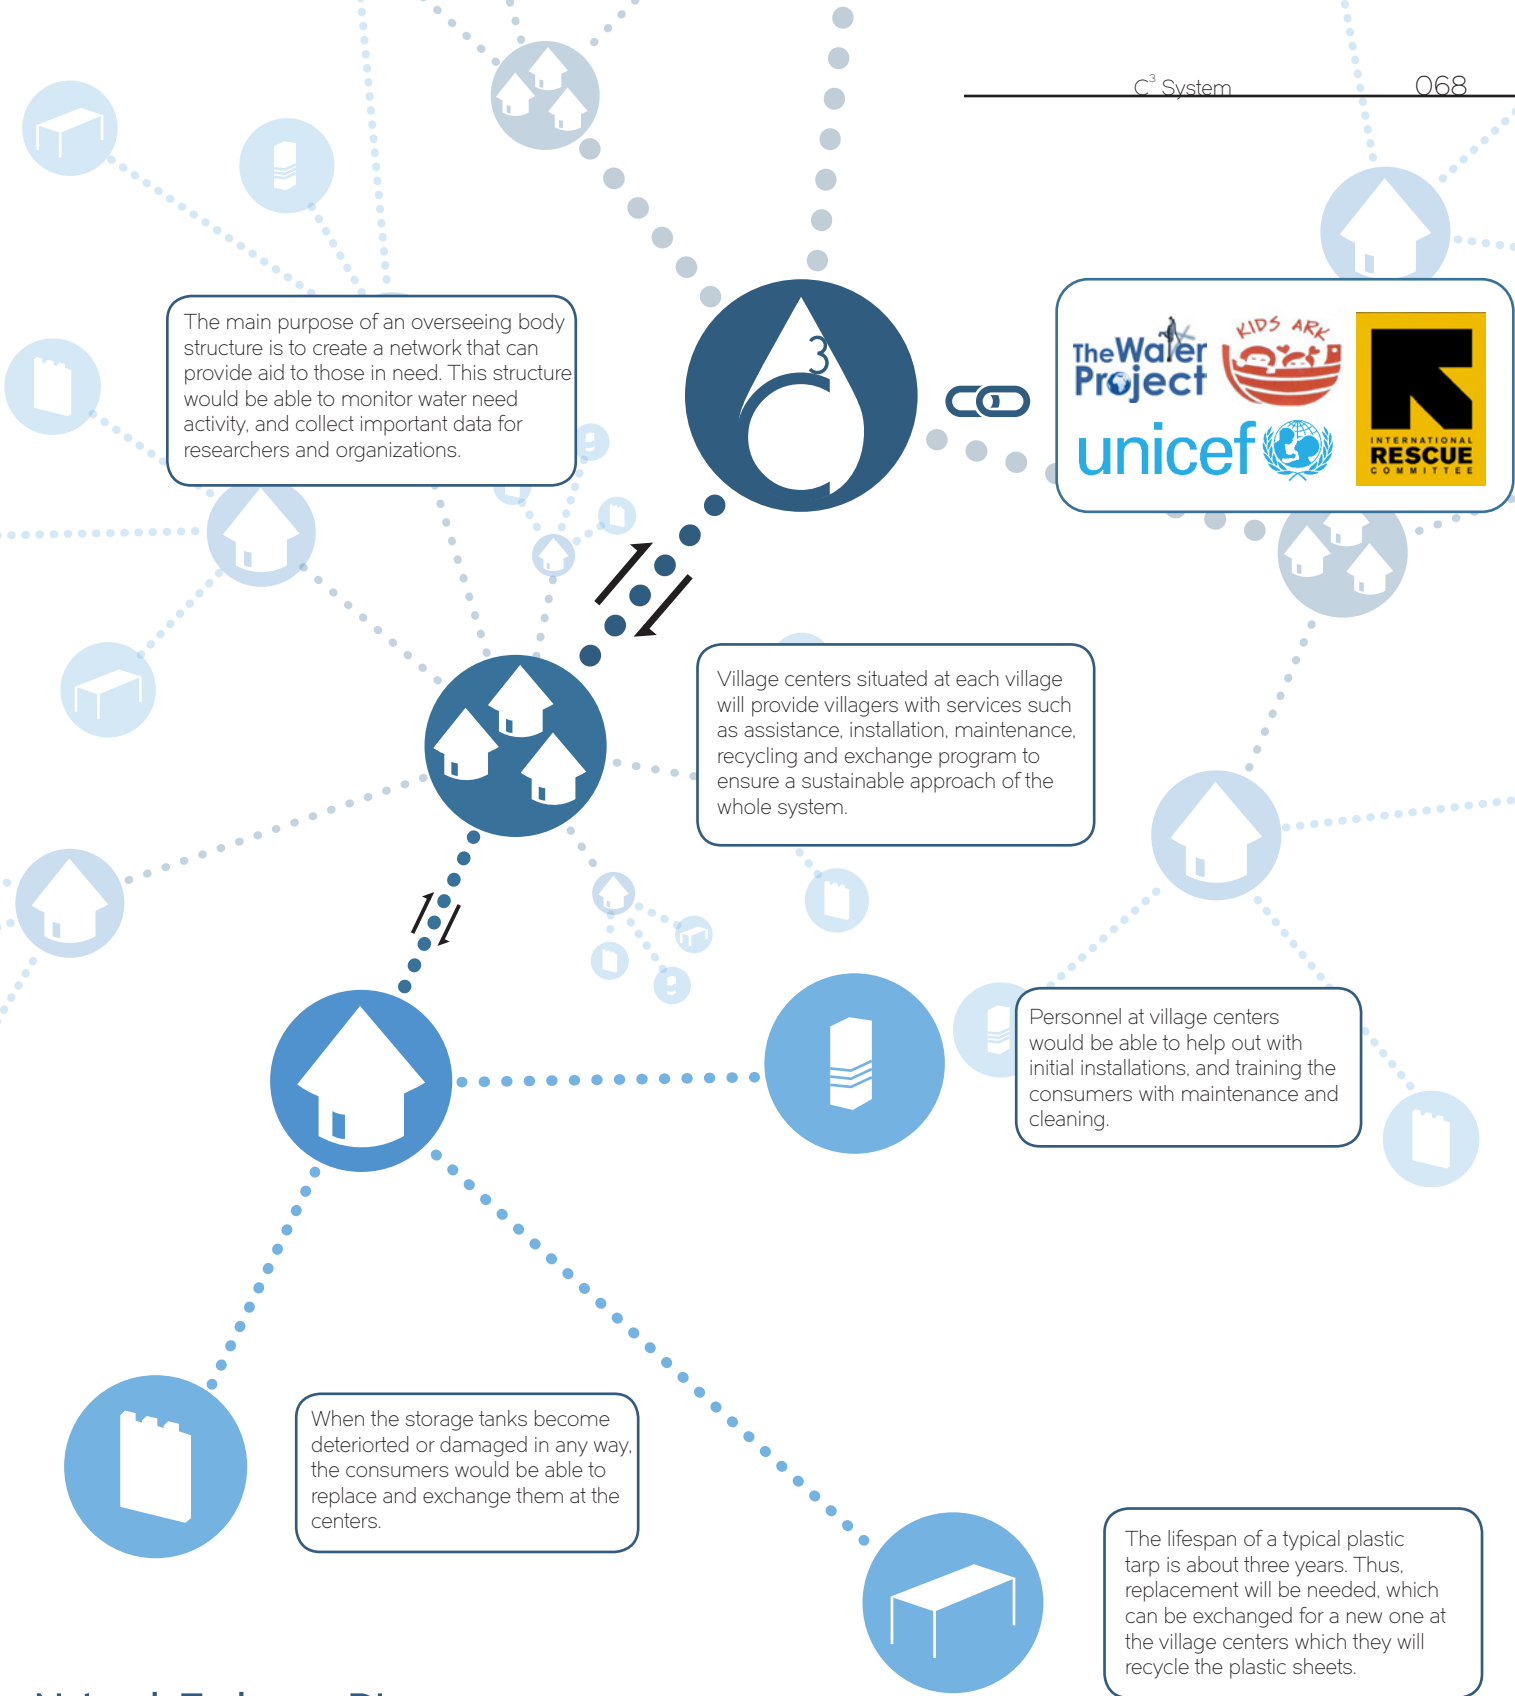 C³ System 068
The main purpose of an overseeing body
structure is to create a network that can
provide aid to those in need. This structure
would be able to monitor water need
activity, and collect important data for
researchers and organizations.
3
C
The Water
Project
KIDS ARK
unicef
INTERNATIONAL
RESCUE
COMMITTEE
Village centers situated at each village
will provide villagers with services such
as assistance, installation, maintenance,
recycling and exchange program to
ensure a sustainable approach of the
whole system.
Personnel at village centers
would be able to help out with
initial installations, and training the
consumers with maintenance and
cleaning.
When the storage tanks become
deteriorted or damaged in any way,
the consumers would be able to
replace and exchange them at the
centers.
The lifespan of a typical plastic
tarp is about three years. Thus,
replacement will be needed, which
can be exchanged for a new one at
the village centers which they will
recycle the plastic sheets.